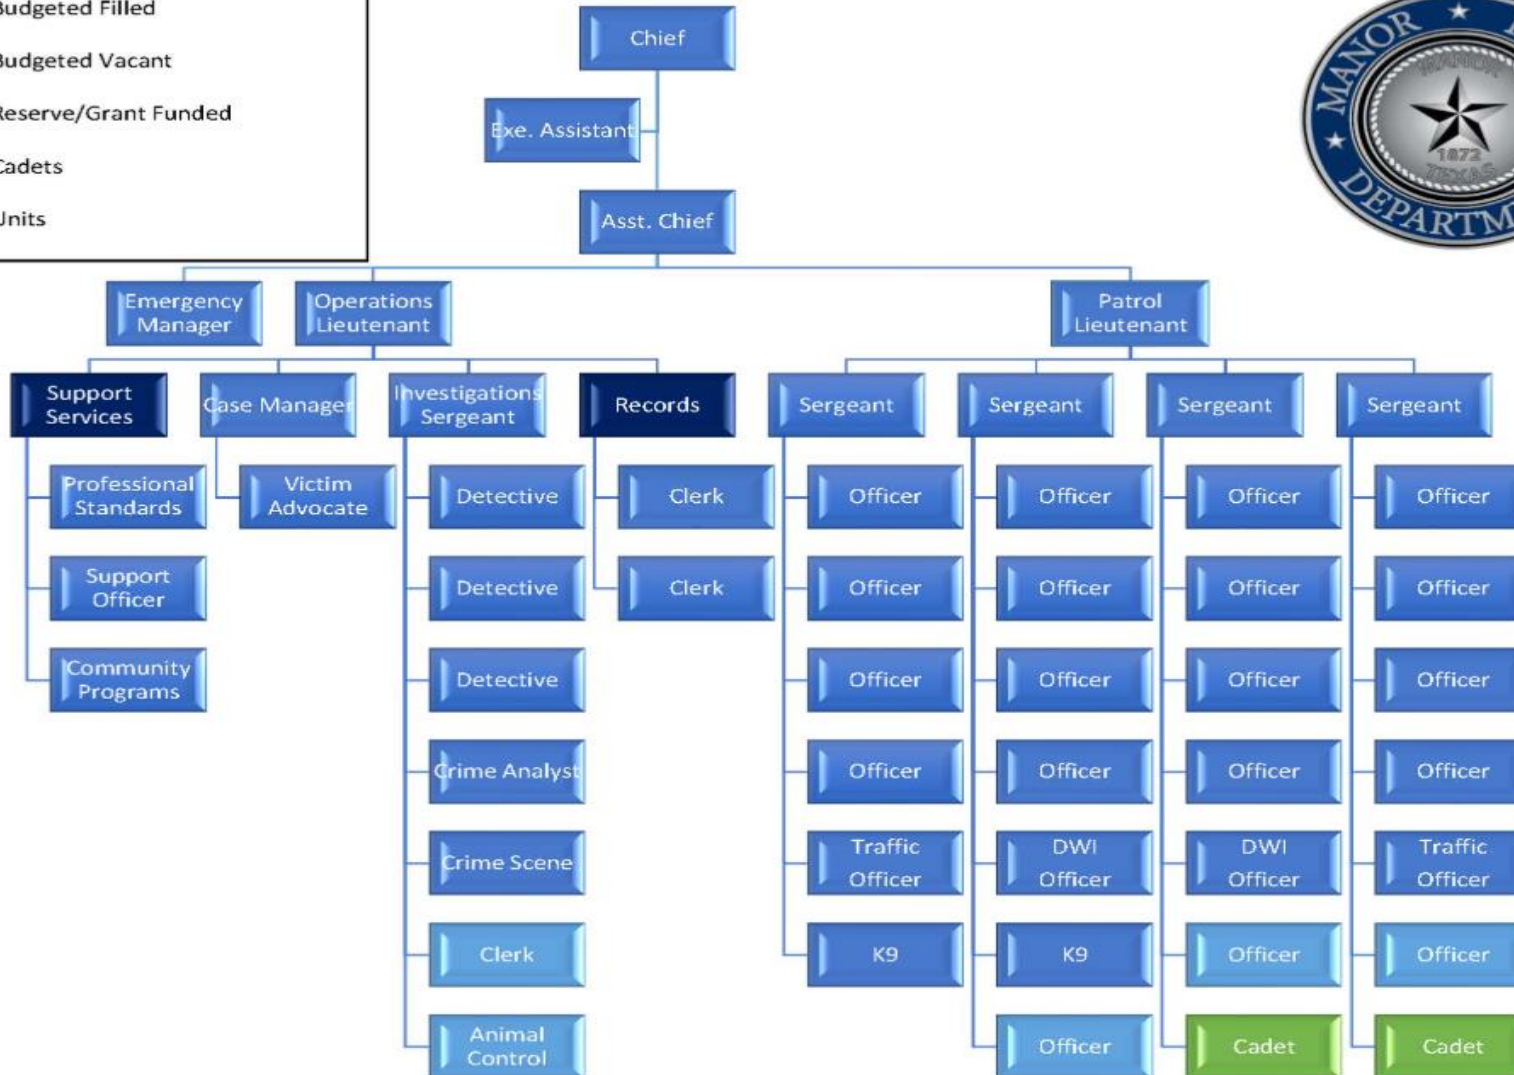 Budgeted Filled
Budgeted Vacant
Reserve/Grant Funded
Cadets
Units
MANOR
DEPARTM
MANOR
1872
TEXAS
Chief
Exe. Assistant
Asst. Chief
Emergency
Manager
Operations
Lieutenant
Patrol
Lieutenant
Support
Services
Case Manager
Investigations
Sergeant
Records
Sergeant
Sergeant
Sergeant
Sergeant
Professional
Standards
Victim
Advocate
Detective
Clerk
Officer
Officer
Officer
Officer
Support
Officer
Detective
Clerk
Officer
Officer
Officer
Officer
Community
Programs
Detective
Officer
Officer
Officer
Officer
Crime Analyst
Officer
Officer
Officer
Officer
Crime Scene
Traffic
Officer
DWI
Officer
DWI
Officer
Traffic
Officer
Clerk
K9
K9
Officer
Officer
Animal
Control
Officer
Cadet
Cadet